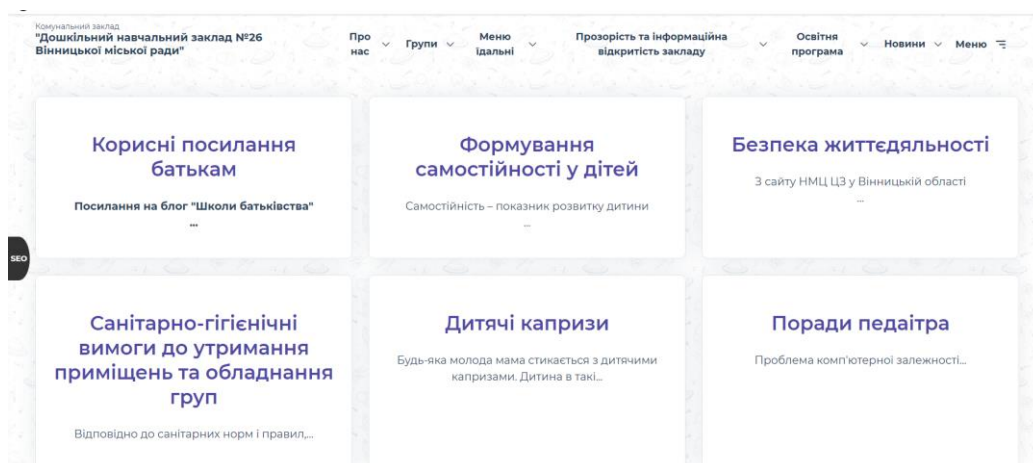 Комунальний заклад
"Дошкільний навчальний заклад №26
Вінницької міської ради"
Про
нас
Групи
Меню
їдальні
Прозорість та інформаційна
відкритість закладу
Освітня
програма
Новини
Меню
Корисні посилання
батькам
Посилання на блог "Школи батьківства"
...
Формування
самостійності у дітей
Самостійність – показник розвитку дитини
...
Безпека життєдяльності
З сайту НМЦ ЦЗ у Вінницькій області
...
SEO
Санітарно-гігієнічні
вимоги до утримання
приміщень та обладнання
груп
Відповідно до санітарних норм і правил,...
Дитячі капризи
Будь-яка молода мама стикається з дитячими
капризами. Дитина в такі...
Поради педаітра
Проблема комп'ютерної залежності...